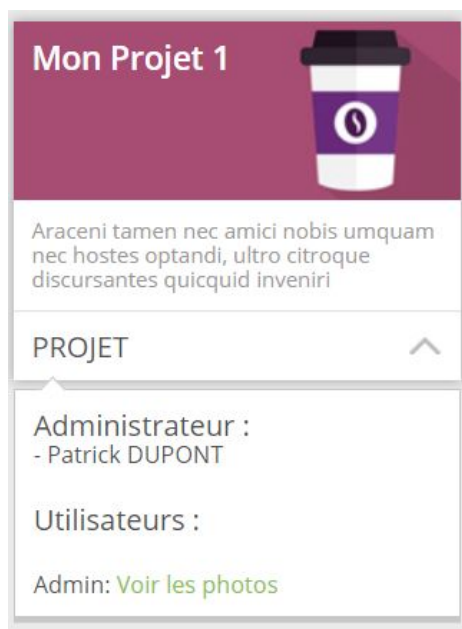 Mon Projet 1
Araceni tamen nec amici nobis umquam
nec hostes optandi, ultro citroque
discursantes quicquid inveniri
PROJET
Administrateur :
- Patrick DUPONT
Utilisateurs :
Admin: Voir les photos